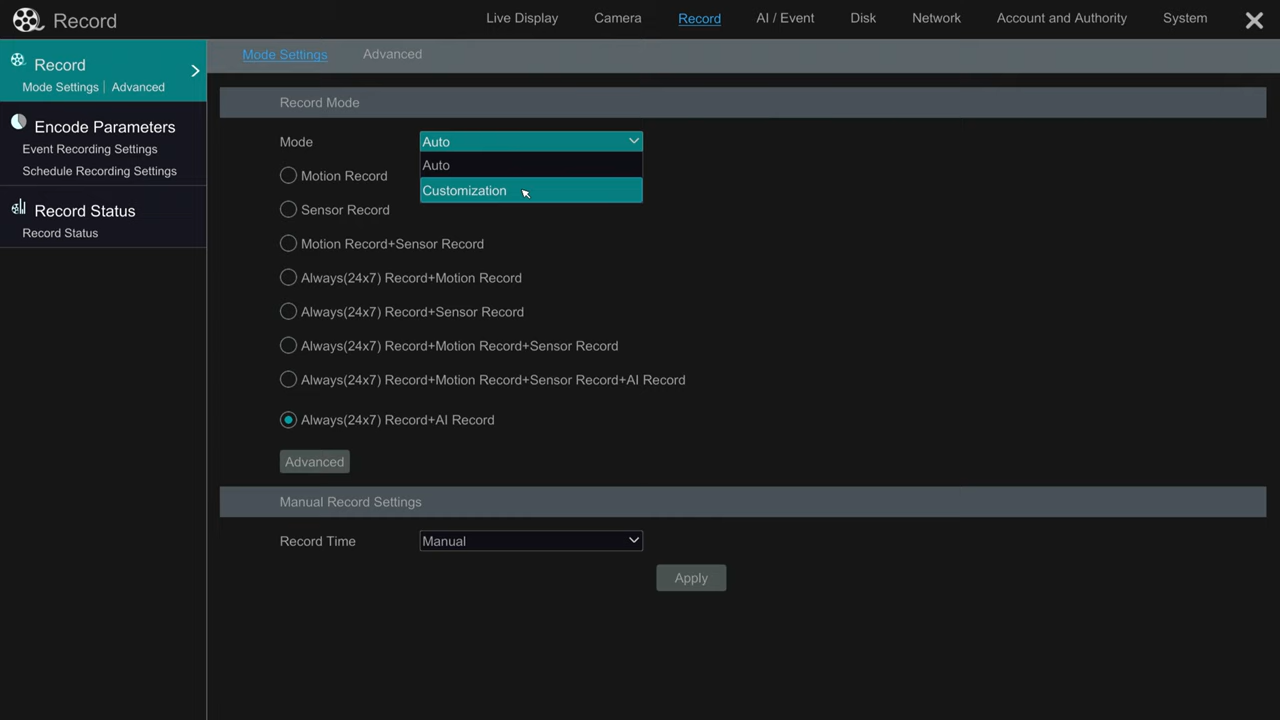 Record
Live Display
Camera
Record
AI / Event
Disk
Network
Account and Authority
System
Record
Mode Settings | Advanced
Encode Parameters
Event Recording Settings
Schedule Recording Settings
Record Status
Record Status
Mode Settings
Advanced
Record Mode
Mode
Auto
Auto
Customization
Motion Record
Sensor Record
Motion Record+Sensor Record
Always(24x7) Record+Motion Record
Always(24x7) Record+Sensor Record
Always(24x7) Record+Motion Record+Sensor Record
Always(24x7) Record+Motion Record+Sensor Record+AI Record
Always(24x7) Record+AI Record
Advanced
Manual Record Settings
Record Time
Manual
Apply